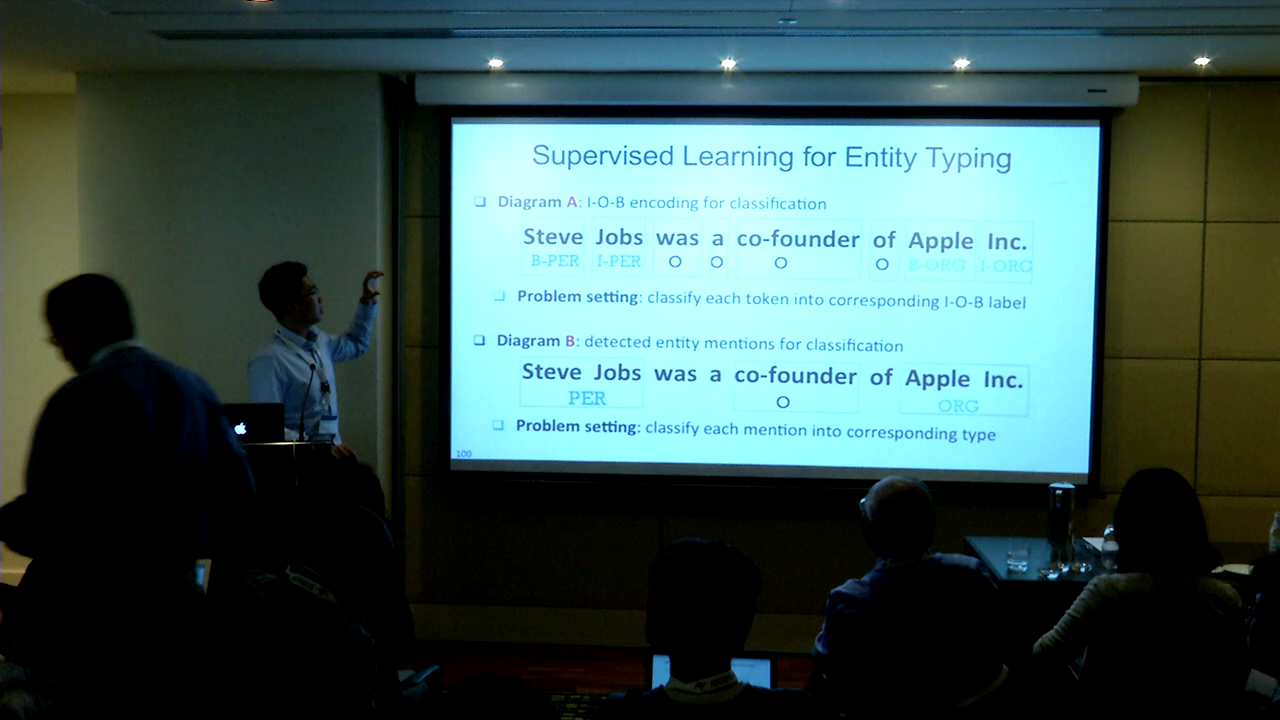 Supervised Learning for Entity Typing
Diagram A: I-O-B encoding for classification
Steve Jobs was a co-founder of Apple Inc.
B-PER I-PER O O O O B-ORG I-ORG
Problem setting: classify each token into corresponding I-O-B label
Diagram B: detected entity mentions for classification
Steve Jobs was a co-founder of Apple Inc.
PER O ORG
Problem setting: classify each mention into corresponding type
100